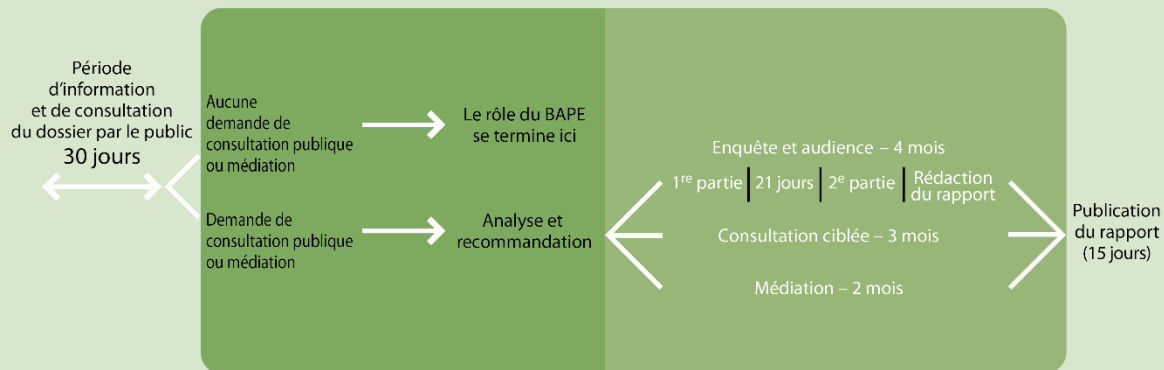 Période
d'information
et de consultation
du dossier par le public
30 jours
Aucune
demande de
consultation publique
ou médiation
Le rôle du BAPE
se termine ici
Demande de
consultation publique
ou médiation
Analyse et
recommandation
Enquête et audience – 4 mois
1re partie
21 jours
2e partie
Rédaction
du rapport
Consultation ciblée – 3 mois
Médiation – 2 mois
Publication
du rapport
(15 jours)